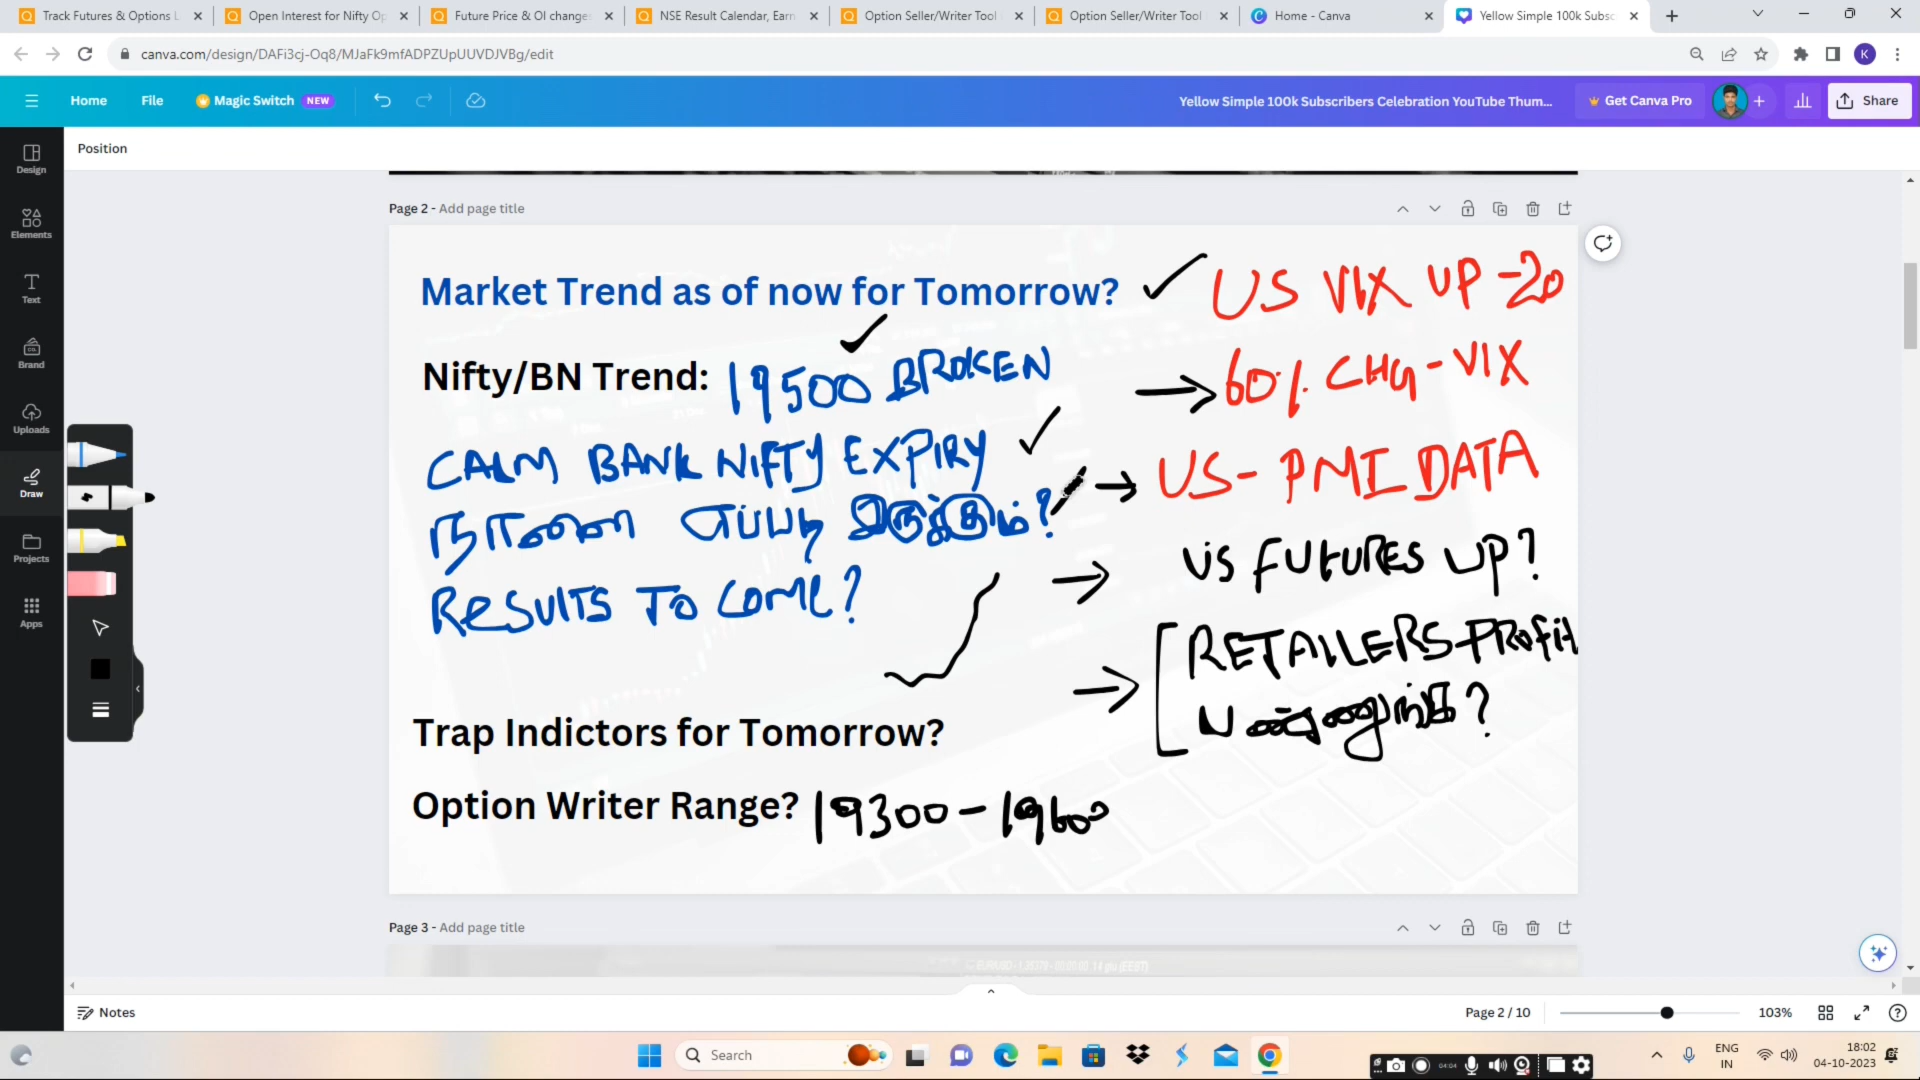 Track Futures & Options L
Open Interest for Nifty Op
Future Price & OI change
NSE Result Calendar, Earn
Option Seller/Writer Tool
Option Seller/Writer Tool
Home - Canva
Yellow Simple 100k Subsc
canva.com/design/DAFi3cj-Oq8/MJaFk9mfADPZUpUUVDJVBg/edit
K
Home
File
Magic Switch NEW
Yellow Simple 100k Subscribers Celebration YouTube Thum...
Get Canva Pro
Share
Position
Design
Elements
Text
Brand
Uploads
Draw
Projects
Apps
Page 2 - Add page title
Market Trend as of now for Tomorrow?
US VIX UP -20
Nifty/BN Trend: 19500 BROKEN
→ 60% CHG - VIX
CALM BANK NIFTY EXPIRY
→ US - PMI DATA
நாளை எப்படி இருக்கும்?
→ US FUTURES UP?
RESULTS TO COME?
→ RETAILERS PROFIT
Trap Indictors for Tomorrow?
Option Writer Range? 19300 - 19600
Page 3 - Add page title
Notes
Page 2 / 10
103%
Search
04:04
ENG
IN
18:02
04-10-2023